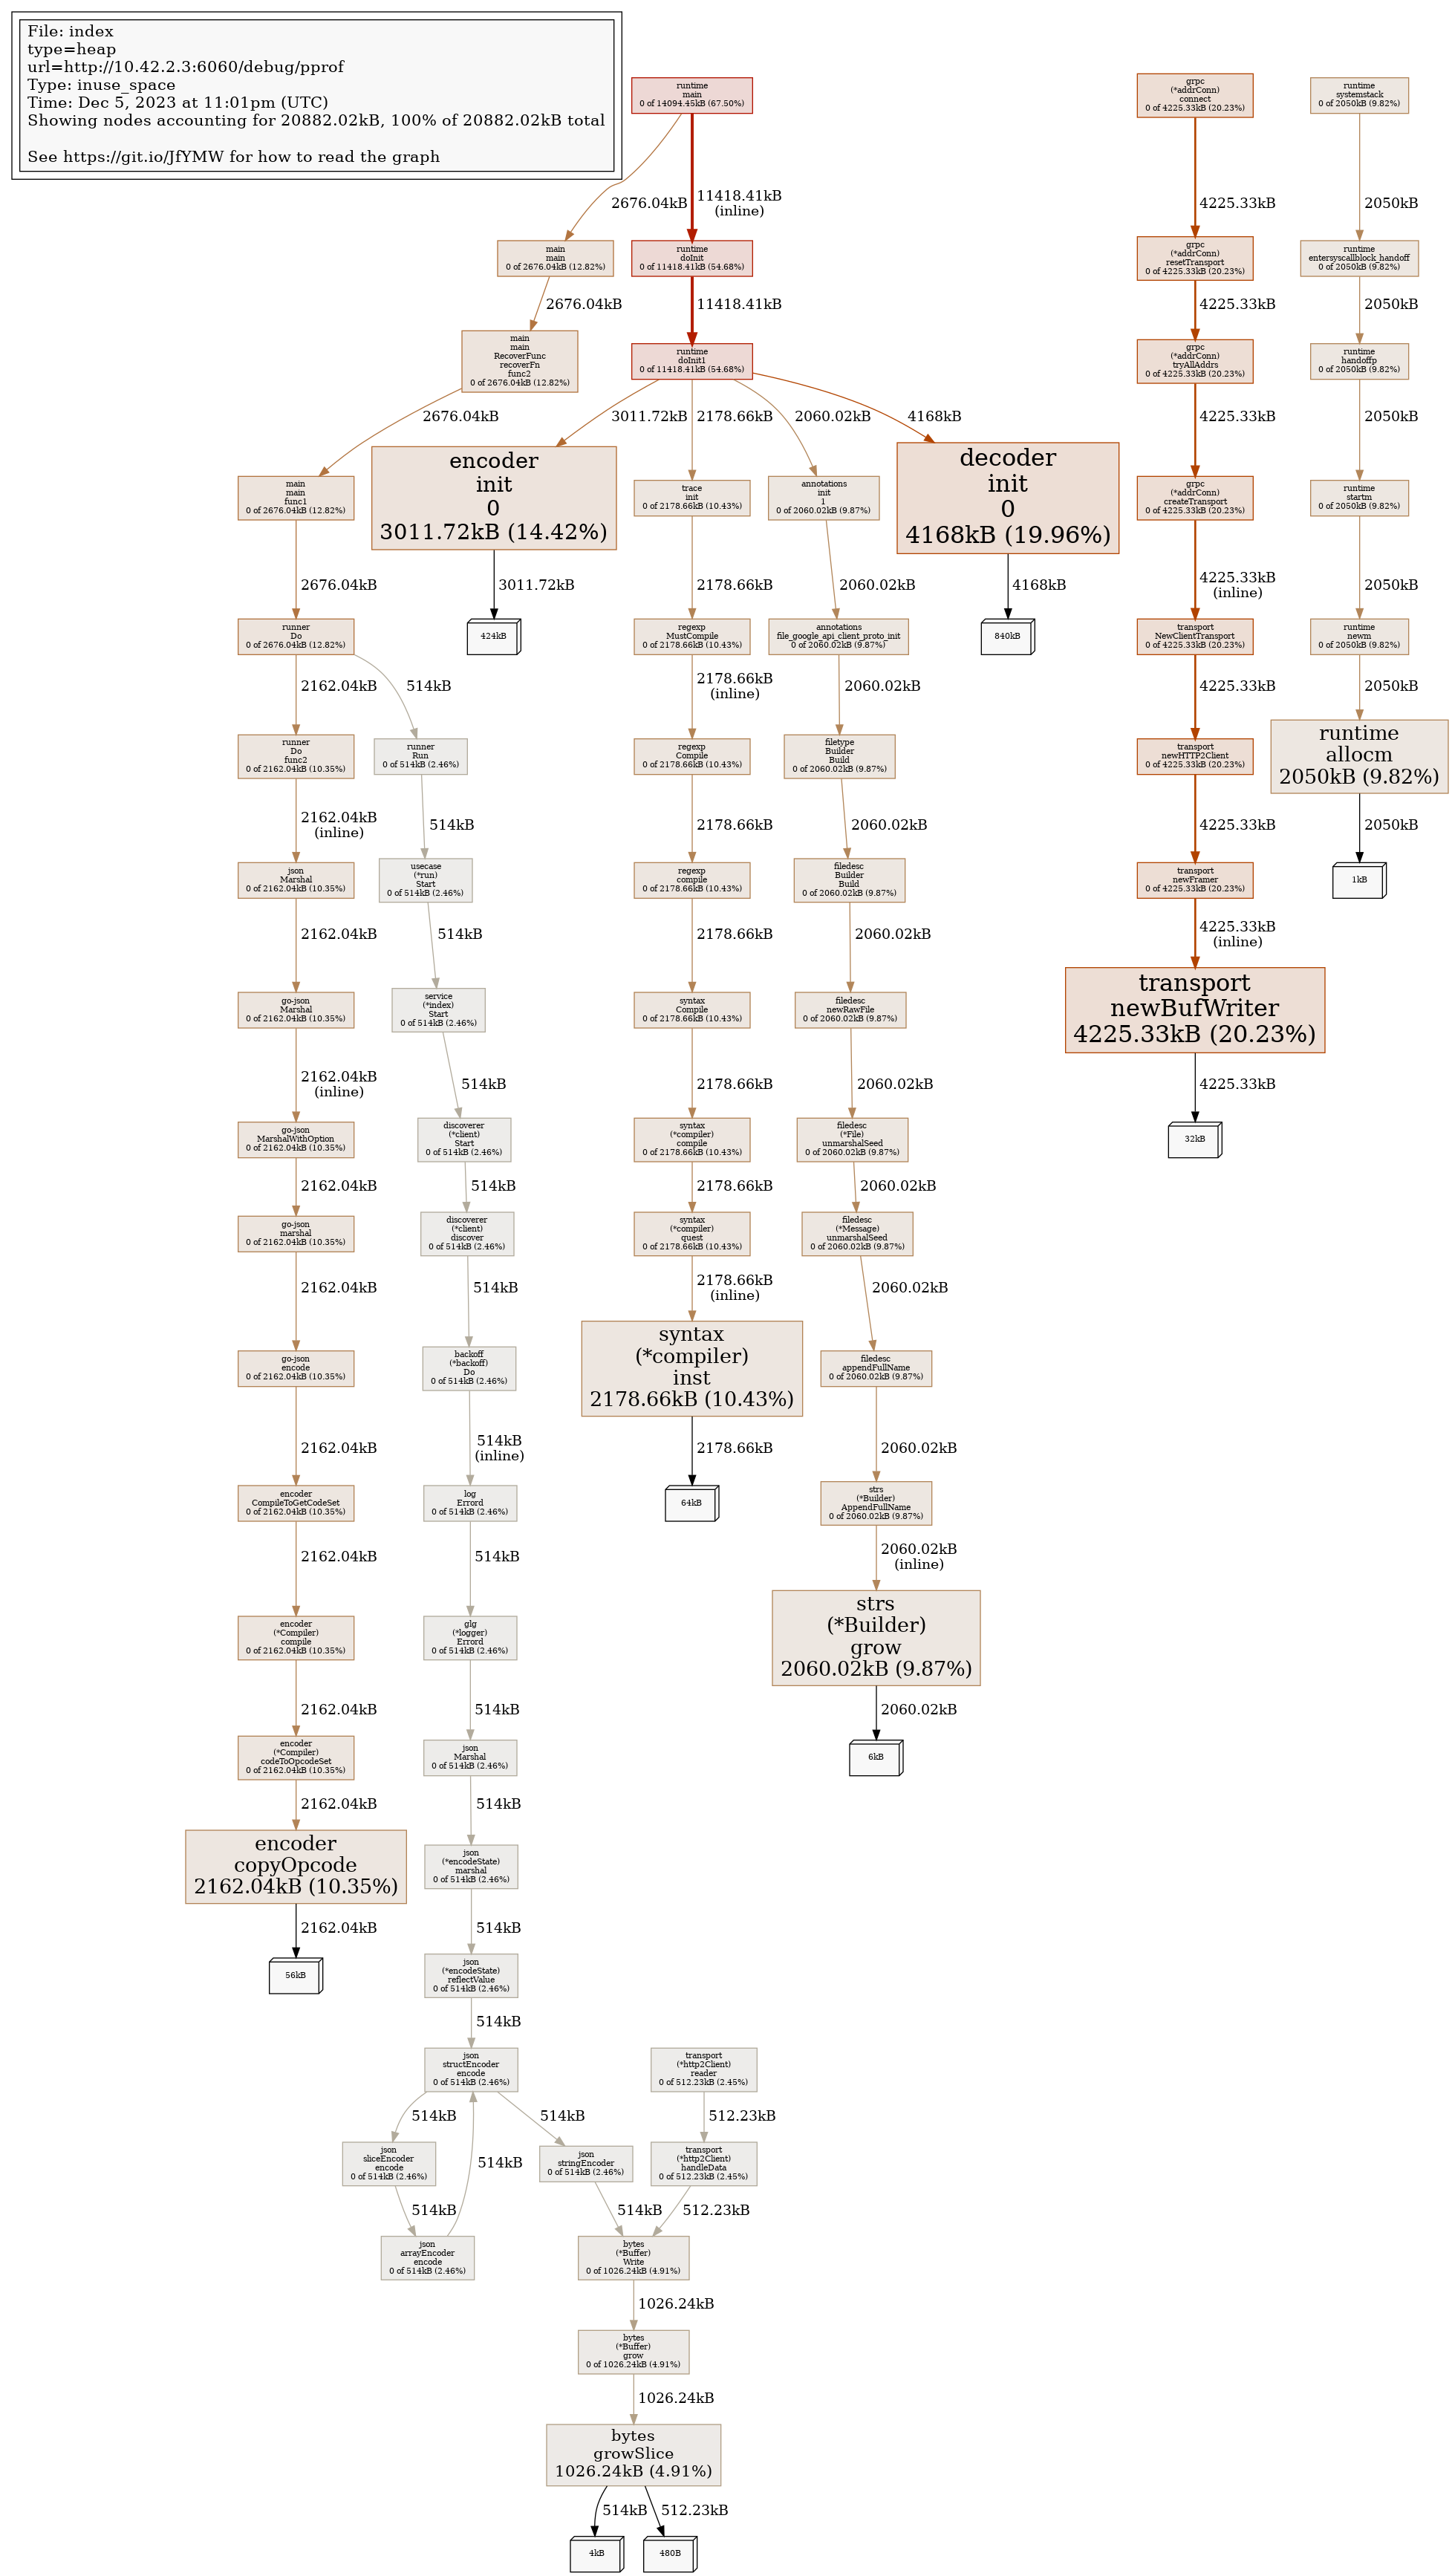 File: index
type=heap
url=http://10.42.2.3:6060/debug/pprof
Type: inuse_space
Time: Dec 5, 2023 at 11:01pm (UTC)
Showing nodes accounting for 20882.02kB, 100% of 20882.02kB total
See https://git.io/JfYMW for how to read the graph
runtime
main
0 of 14094.45kB (67.50%)
grpc
(*addrConn)
connect
0 of 4225.33kB (20.23%)
runtime
systemstack
0 of 2050kB (9.82%)
2676.04kB
11418.41kB
(inline)
4225.33kB
2050kB
main
main
0 of 2676.04kB (12.82%)
runtime
doInit
0 of 11418.41kB (54.68%)
grpc
(*addrConn)
resetTransport
0 of 4225.33kB (20.23%)
runtime
entersyscallblock_handoff
0 of 2050kB (9.82%)
2676.04kB
11418.41kB
4225.33kB
2050kB
main
main
RecoverFunc
recoverFn
func2
0 of 2676.04kB (12.82%)
runtime
doInit1
0 of 11418.41kB (54.68%)
grpc
(*addrConn)
tryAllAddrs
0 of 4225.33kB (20.23%)
runtime
handoffp
0 of 2050kB (9.82%)
2676.04kB
3011.72kB
2178.66kB
2060.02kB
4168kB
4225.33kB
2050kB
main
main
func1
0 of 2676.04kB (12.82%)
encoder
init
0
3011.72kB (14.42%)
trace
init
0 of 2178.66kB (10.43%)
annotations
init
1
0 of 2060.02kB (9.87%)
decoder
init
0
4168kB (19.96%)
grpc
(*addrConn)
createTransport
0 of 4225.33kB (20.23%)
runtime
startm
0 of 2050kB (9.82%)
2676.04kB
3011.72kB
2178.66kB
2060.02kB
4168kB
4225.33kB
(inline)
2050kB
runner
Do
0 of 2676.04kB (12.82%)
424kB
regexp
MustCompile
0 of 2178.66kB (10.43%)
annotations
file_google_api_client_proto_init
0 of 2060.02kB (9.87%)
840kB
transport
NewClientTransport
0 of 4225.33kB (20.23%)
runtime
newm
0 of 2050kB (9.82%)
2162.04kB
514kB
2178.66kB
(inline)
2060.02kB
4225.33kB
2050kB
runner
Do
func2
0 of 2162.04kB (10.35%)
runner
Run
0 of 514kB (2.46%)
regexp
Compile
0 of 2178.66kB (10.43%)
filetype
Builder
Build
0 of 2060.02kB (9.87%)
transport
newHTTP2Client
0 of 4225.33kB (20.23%)
runtime
allocm
2050kB (9.82%)
2162.04kB
(inline)
514kB
2178.66kB
2060.02kB
4225.33kB
2050kB
json
Marshal
0 of 2162.04kB (10.35%)
usecase
(*run)
Start
0 of 514kB (2.46%)
regexp
compile
0 of 2178.66kB (10.43%)
filedesc
Builder
Build
0 of 2060.02kB (9.87%)
transport
newFramer
0 of 4225.33kB (20.23%)
1kB
2162.04kB
514kB
2178.66kB
2060.02kB
4225.33kB
(inline)
go-json
Marshal
0 of 2162.04kB (10.35%)
service
(*index)
Start
0 of 514kB (2.46%)
syntax
Compile
0 of 2178.66kB (10.43%)
filedesc
newRawFile
0 of 2060.02kB (9.87%)
transport
newBufWriter
4225.33kB (20.23%)
2162.04kB
(inline)
514kB
2178.66kB
2060.02kB
4225.33kB
go-json
MarshalWithOption
0 of 2162.04kB (10.35%)
discoverer
(*client)
Start
0 of 514kB (2.46%)
syntax
(*compiler)
compile
0 of 2178.66kB (10.43%)
filedesc
(*File)
unmarshalSeed
0 of 2060.02kB (9.87%)
32kB
2162.04kB
514kB
2178.66kB
2060.02kB
go-json
marshal
0 of 2162.04kB (10.35%)
discoverer
(*client)
discover
0 of 514kB (2.46%)
syntax
(*compiler)
quest
0 of 2178.66kB (10.43%)
filedesc
(*Message)
unmarshalSeed
0 of 2060.02kB (9.87%)
2162.04kB
514kB
2178.66kB
(inline)
2060.02kB
go-json
encode
0 of 2162.04kB (10.35%)
backoff
(*backoff)
Do
0 of 514kB (2.46%)
syntax
(*compiler)
inst
2178.66kB (10.43%)
filedesc
appendFullName
0 of 2060.02kB (9.87%)
2162.04kB
514kB
(inline)
2178.66kB
2060.02kB
encoder
CompileToGetCodeSet
0 of 2162.04kB (10.35%)
log
Errord
0 of 514kB (2.46%)
64kB
strs
(*Builder)
AppendFullName
0 of 2060.02kB (9.87%)
2162.04kB
514kB
2060.02kB
(inline)
encoder
(*Compiler)
compile
0 of 2162.04kB (10.35%)
glg
(*logger)
Errord
0 of 514kB (2.46%)
strs
(*Builder)
grow
2060.02kB (9.87%)
2162.04kB
514kB
2060.02kB
encoder
(*Compiler)
codeToOpcodeSet
0 of 2162.04kB (10.35%)
json
Marshal
0 of 514kB (2.46%)
6kB
2162.04kB
514kB
encoder
copyOpcode
2162.04kB (10.35%)
json
(*encodeState)
marshal
0 of 514kB (2.46%)
2162.04kB
514kB
56kB
json
(*encodeState)
reflectValue
0 of 514kB (2.46%)
514kB
json
structEncoder
encode
0 of 514kB (2.46%)
transport
(*http2Client)
reader
0 of 512.23kB (2.45%)
514kB
514kB
512.23kB
json
sliceEncoder
encode
0 of 514kB (2.46%)
514kB
json
stringEncoder
0 of 514kB (2.46%)
transport
(*http2Client)
handleData
0 of 512.23kB (2.45%)
514kB
514kB
512.23kB
json
arrayEncoder
encode
0 of 514kB (2.46%)
bytes
(*Buffer)
Write
0 of 1026.24kB (4.91%)
1026.24kB
bytes
(*Buffer)
grow
0 of 1026.24kB (4.91%)
1026.24kB
bytes
growSlice
1026.24kB (4.91%)
514kB
512.23kB
4kB
480B